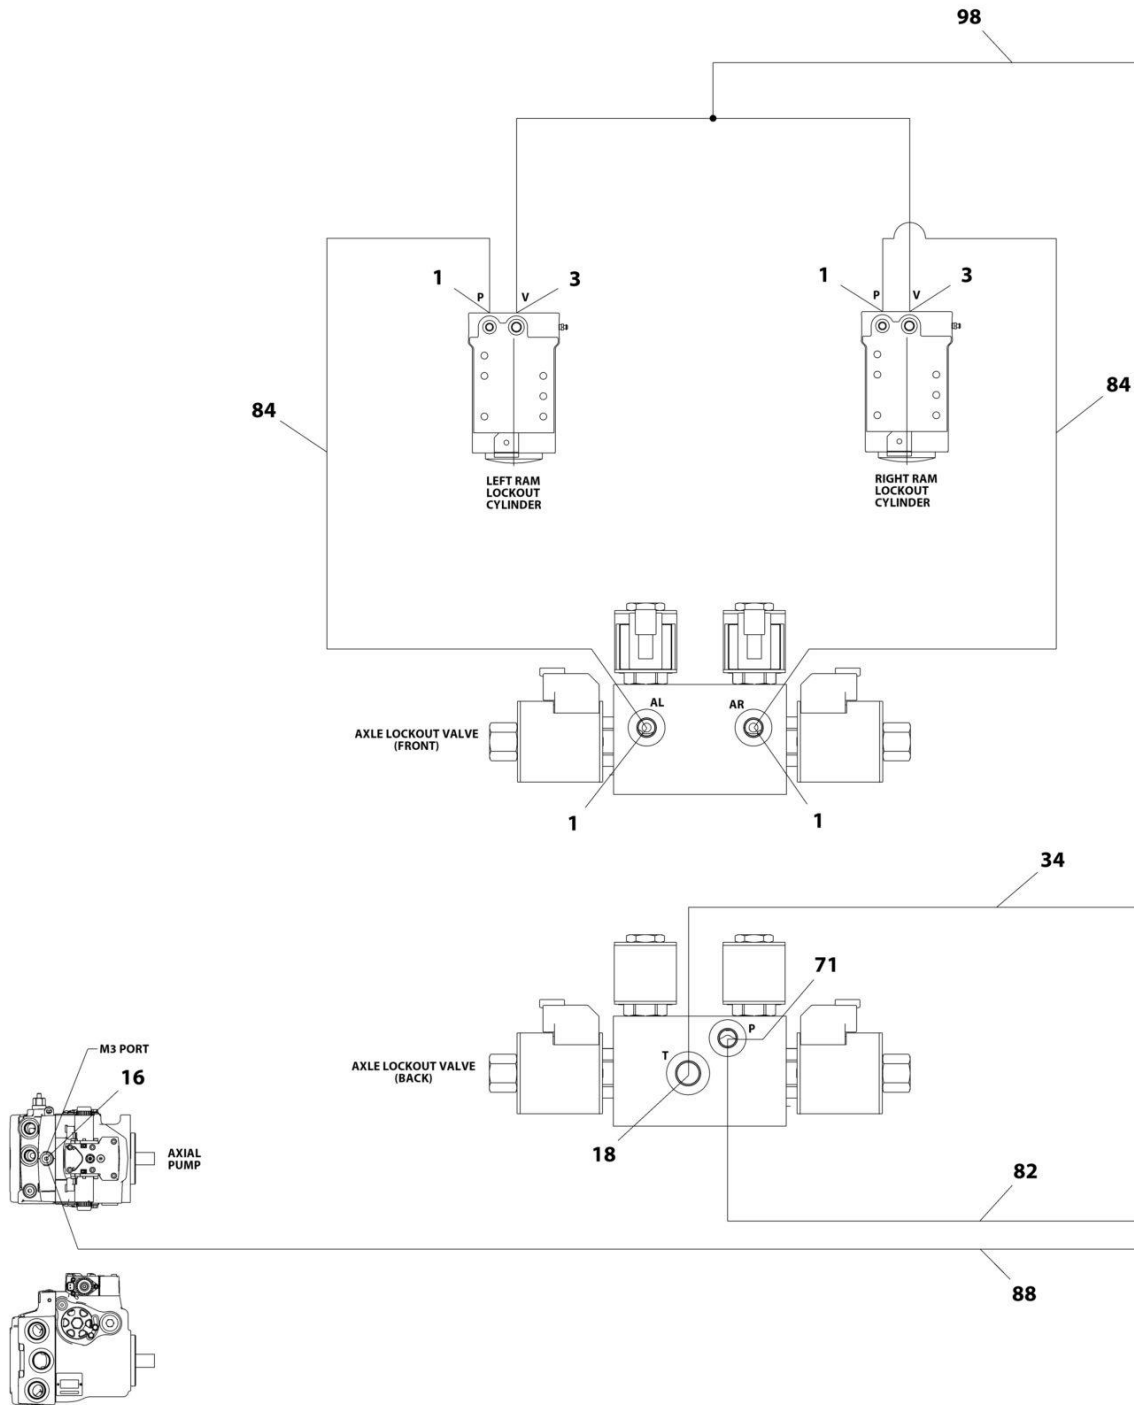 98
1
P
V
3
1
P
V
3
84
84
LEFT RAM
LOCKOUT
CYLINDER
RIGHT RAM
LOCKOUT
CYLINDER
AL
AR
AXLE LOCKOUT VALVE
(FRONT)
1
1
34
71
P
T
AXLE LOCKOUT VALVE
(BACK)
M3 PORT
16
AXIAL
PUMP
18
82
88